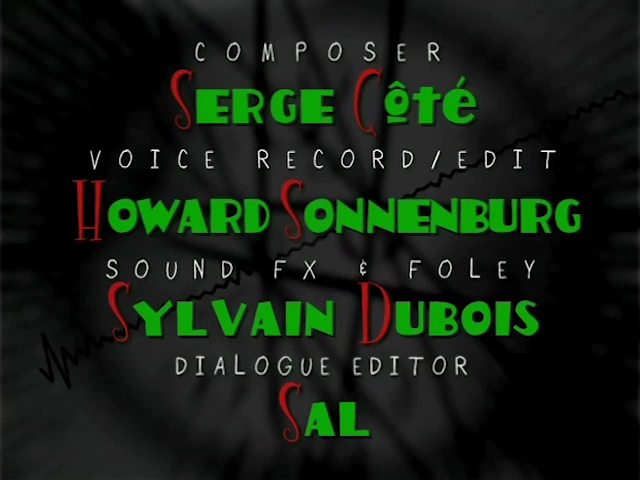 COMPOSER
SERGE Côté
VOICE RECORD/EDIT
HOWARD SONNENBURG
SOUND FX & FOLEY
SYLVAIN DUBOIS
DIALOGUE EDITOR
SAL